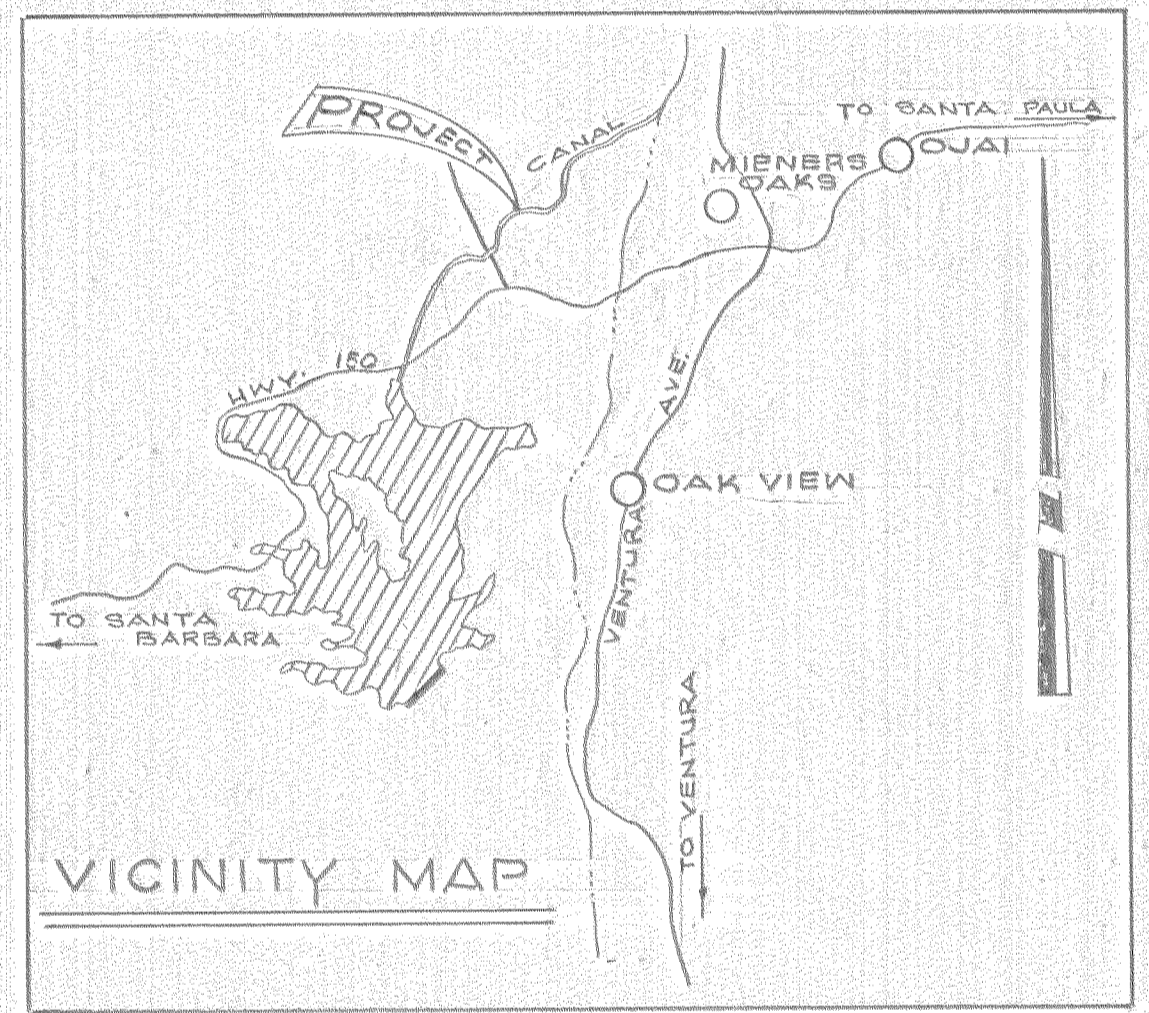 PROJECT
CANAL
TO SANTA PAULA
OJAI
MIENERS
OAKS
HWY. 150
AVE.
OAK VIEW
VENTURA
TO SANTA
BARBARA
TO VENTURA
VICINITY MAP